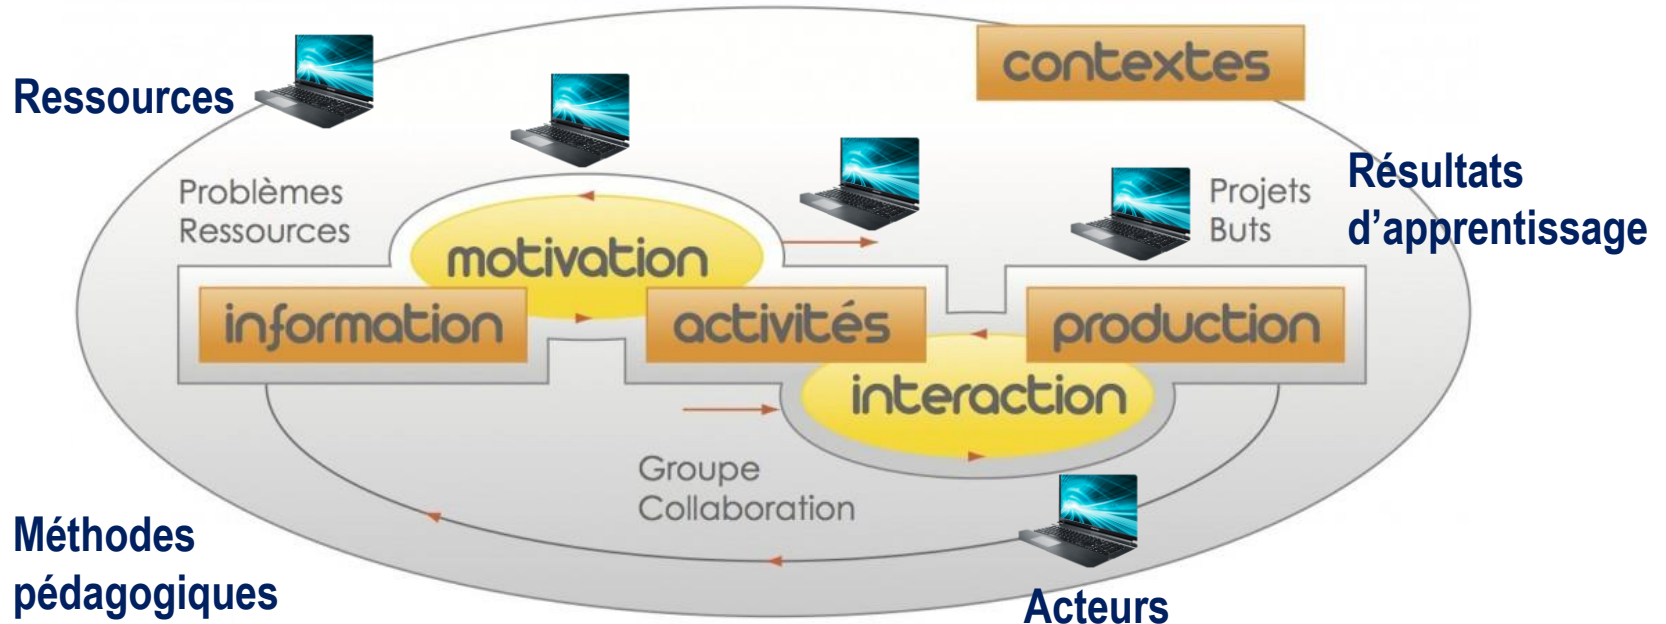 contextes
Ressources
Problèmes
Ressources
Projets
Buts
Résultats
d’apprentissage
motivation
information
activités
production
interaction
Groupe
Collaboration
Méthodes
pédagogiques
Acteurs